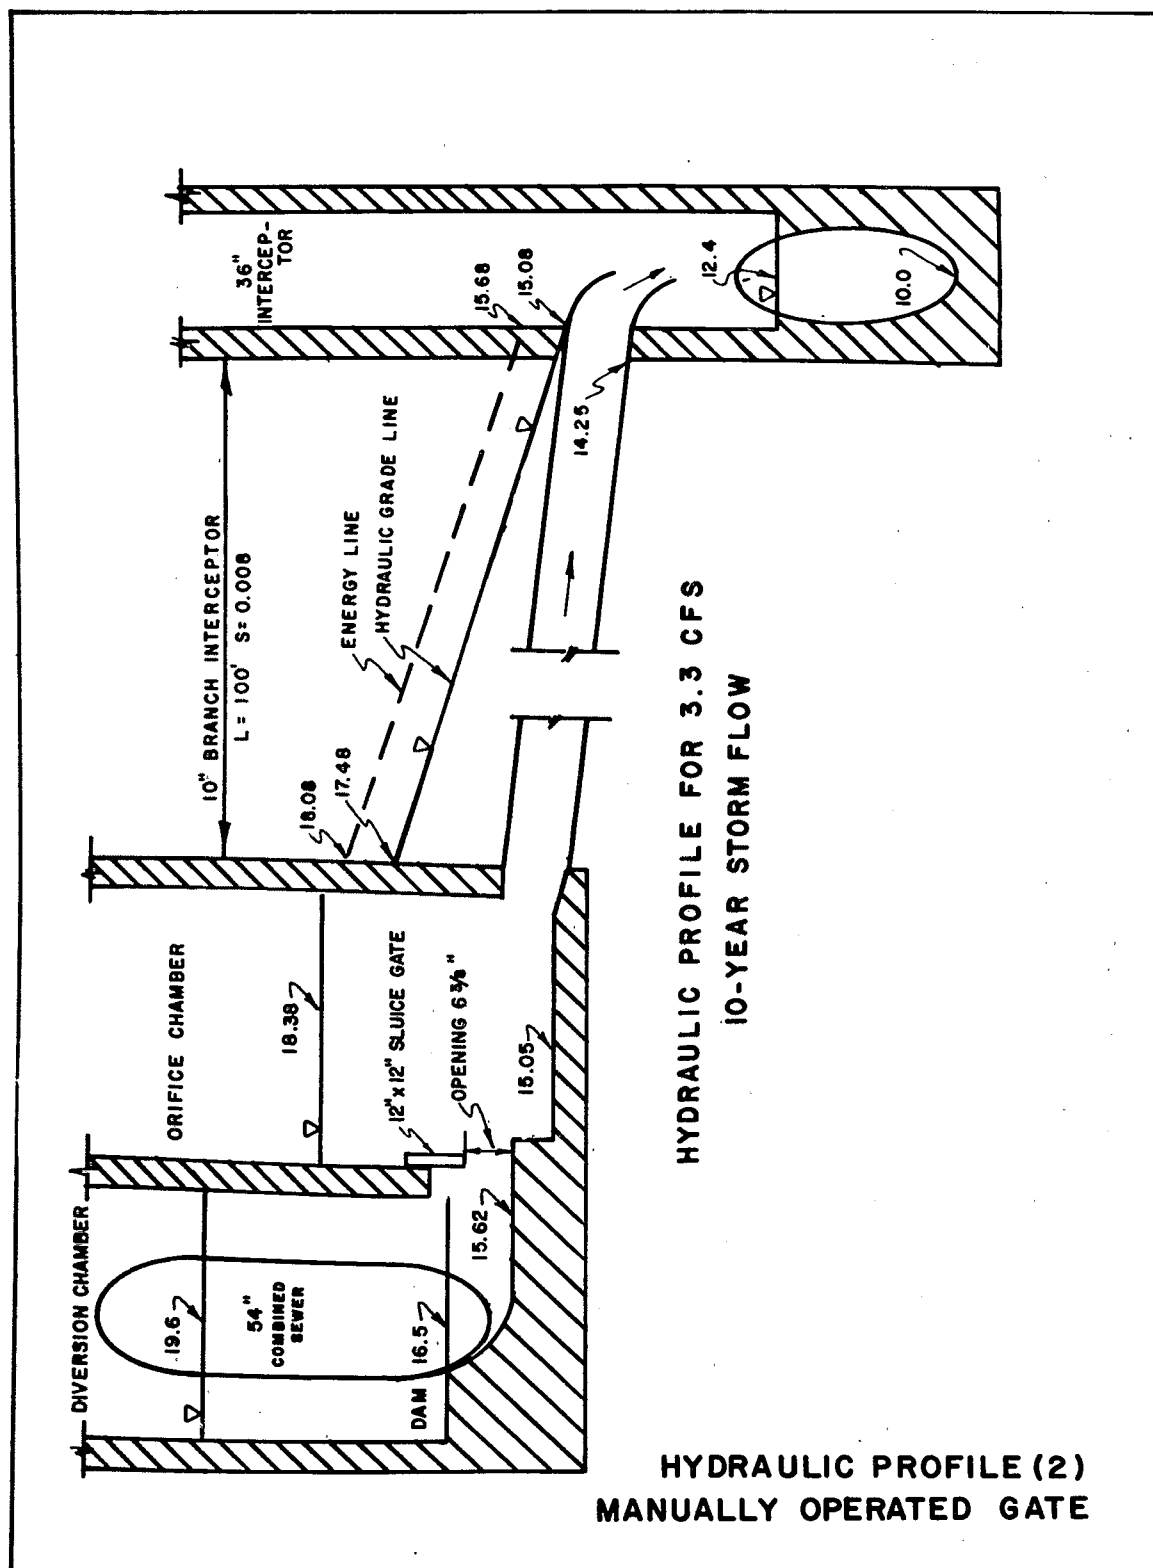 DIVERSION CHAMBER
19.6
54"
COMBINED
SEWER
DAM
16.5
15.62
ORIFICE CHAMBER
18.38
12" x 12" SLUICE GATE
OPENING 6 3/8"
15.05
10" BRANCH INTERCEPTOR
L = 100' S = 0.008
18.08
17.48
ENERGY LINE
HYDRAULIC GRADE LINE
14.25
36"
INTERCEP-
TOR
15.68
15.08
12.4
10.0
HYDRAULIC PROFILE FOR 3.3 CFS
10-YEAR STORM FLOW
HYDRAULIC PROFILE (2)
MANUALLY OPERATED GATE